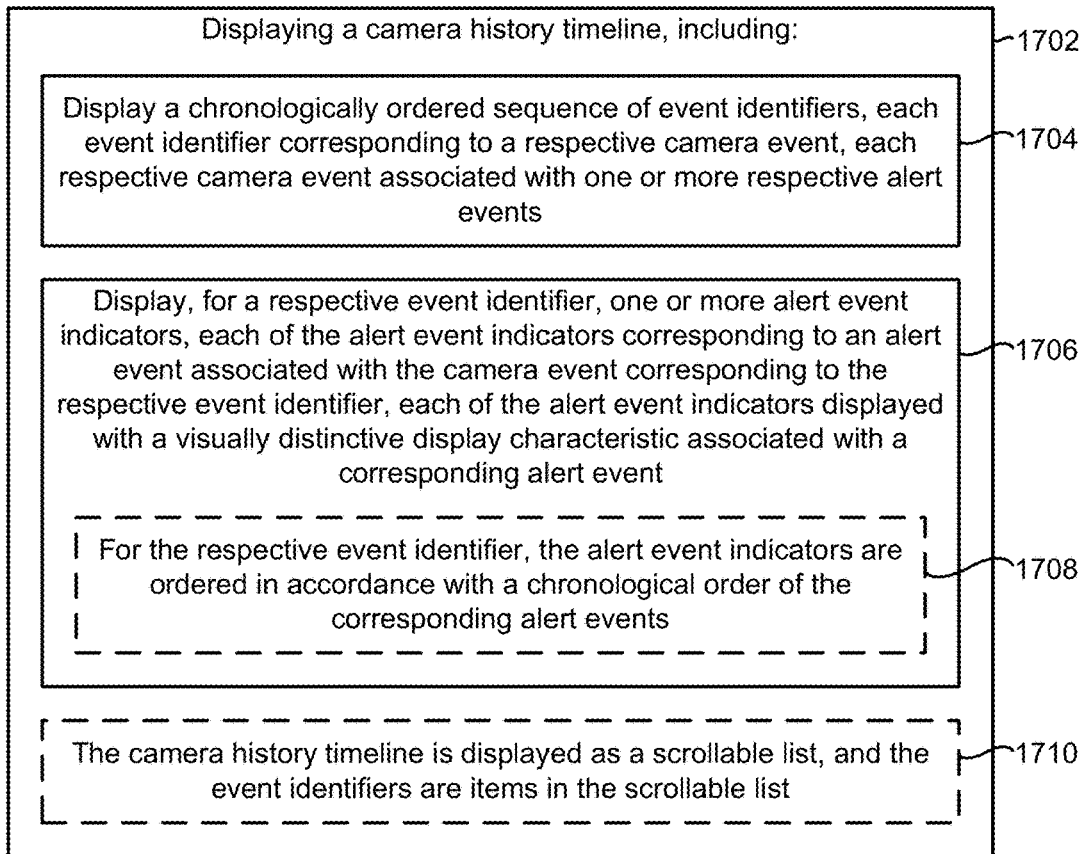 Displaying a camera history timeline, including:
1702
Display a chronologically ordered sequence of event identifiers, each
event identifier corresponding to a respective camera event, each
respective camera event associated with one or more respective alert
events
1704
Display, for a respective event identifier, one or more alert event
indicators, each of the alert event indicators corresponding to an alert
event associated with the camera event corresponding to the
respective event identifier, each of the alert event indicators displayed
with a visually distinctive display characteristic associated with a
corresponding alert event
1706
For the respective event identifier, the alert event indicators are
ordered in accordance with a chronological order of the
corresponding alert events
1708
The camera history timeline is displayed as a scrollable list, and the
event identifiers are items in the scrollable list
1710